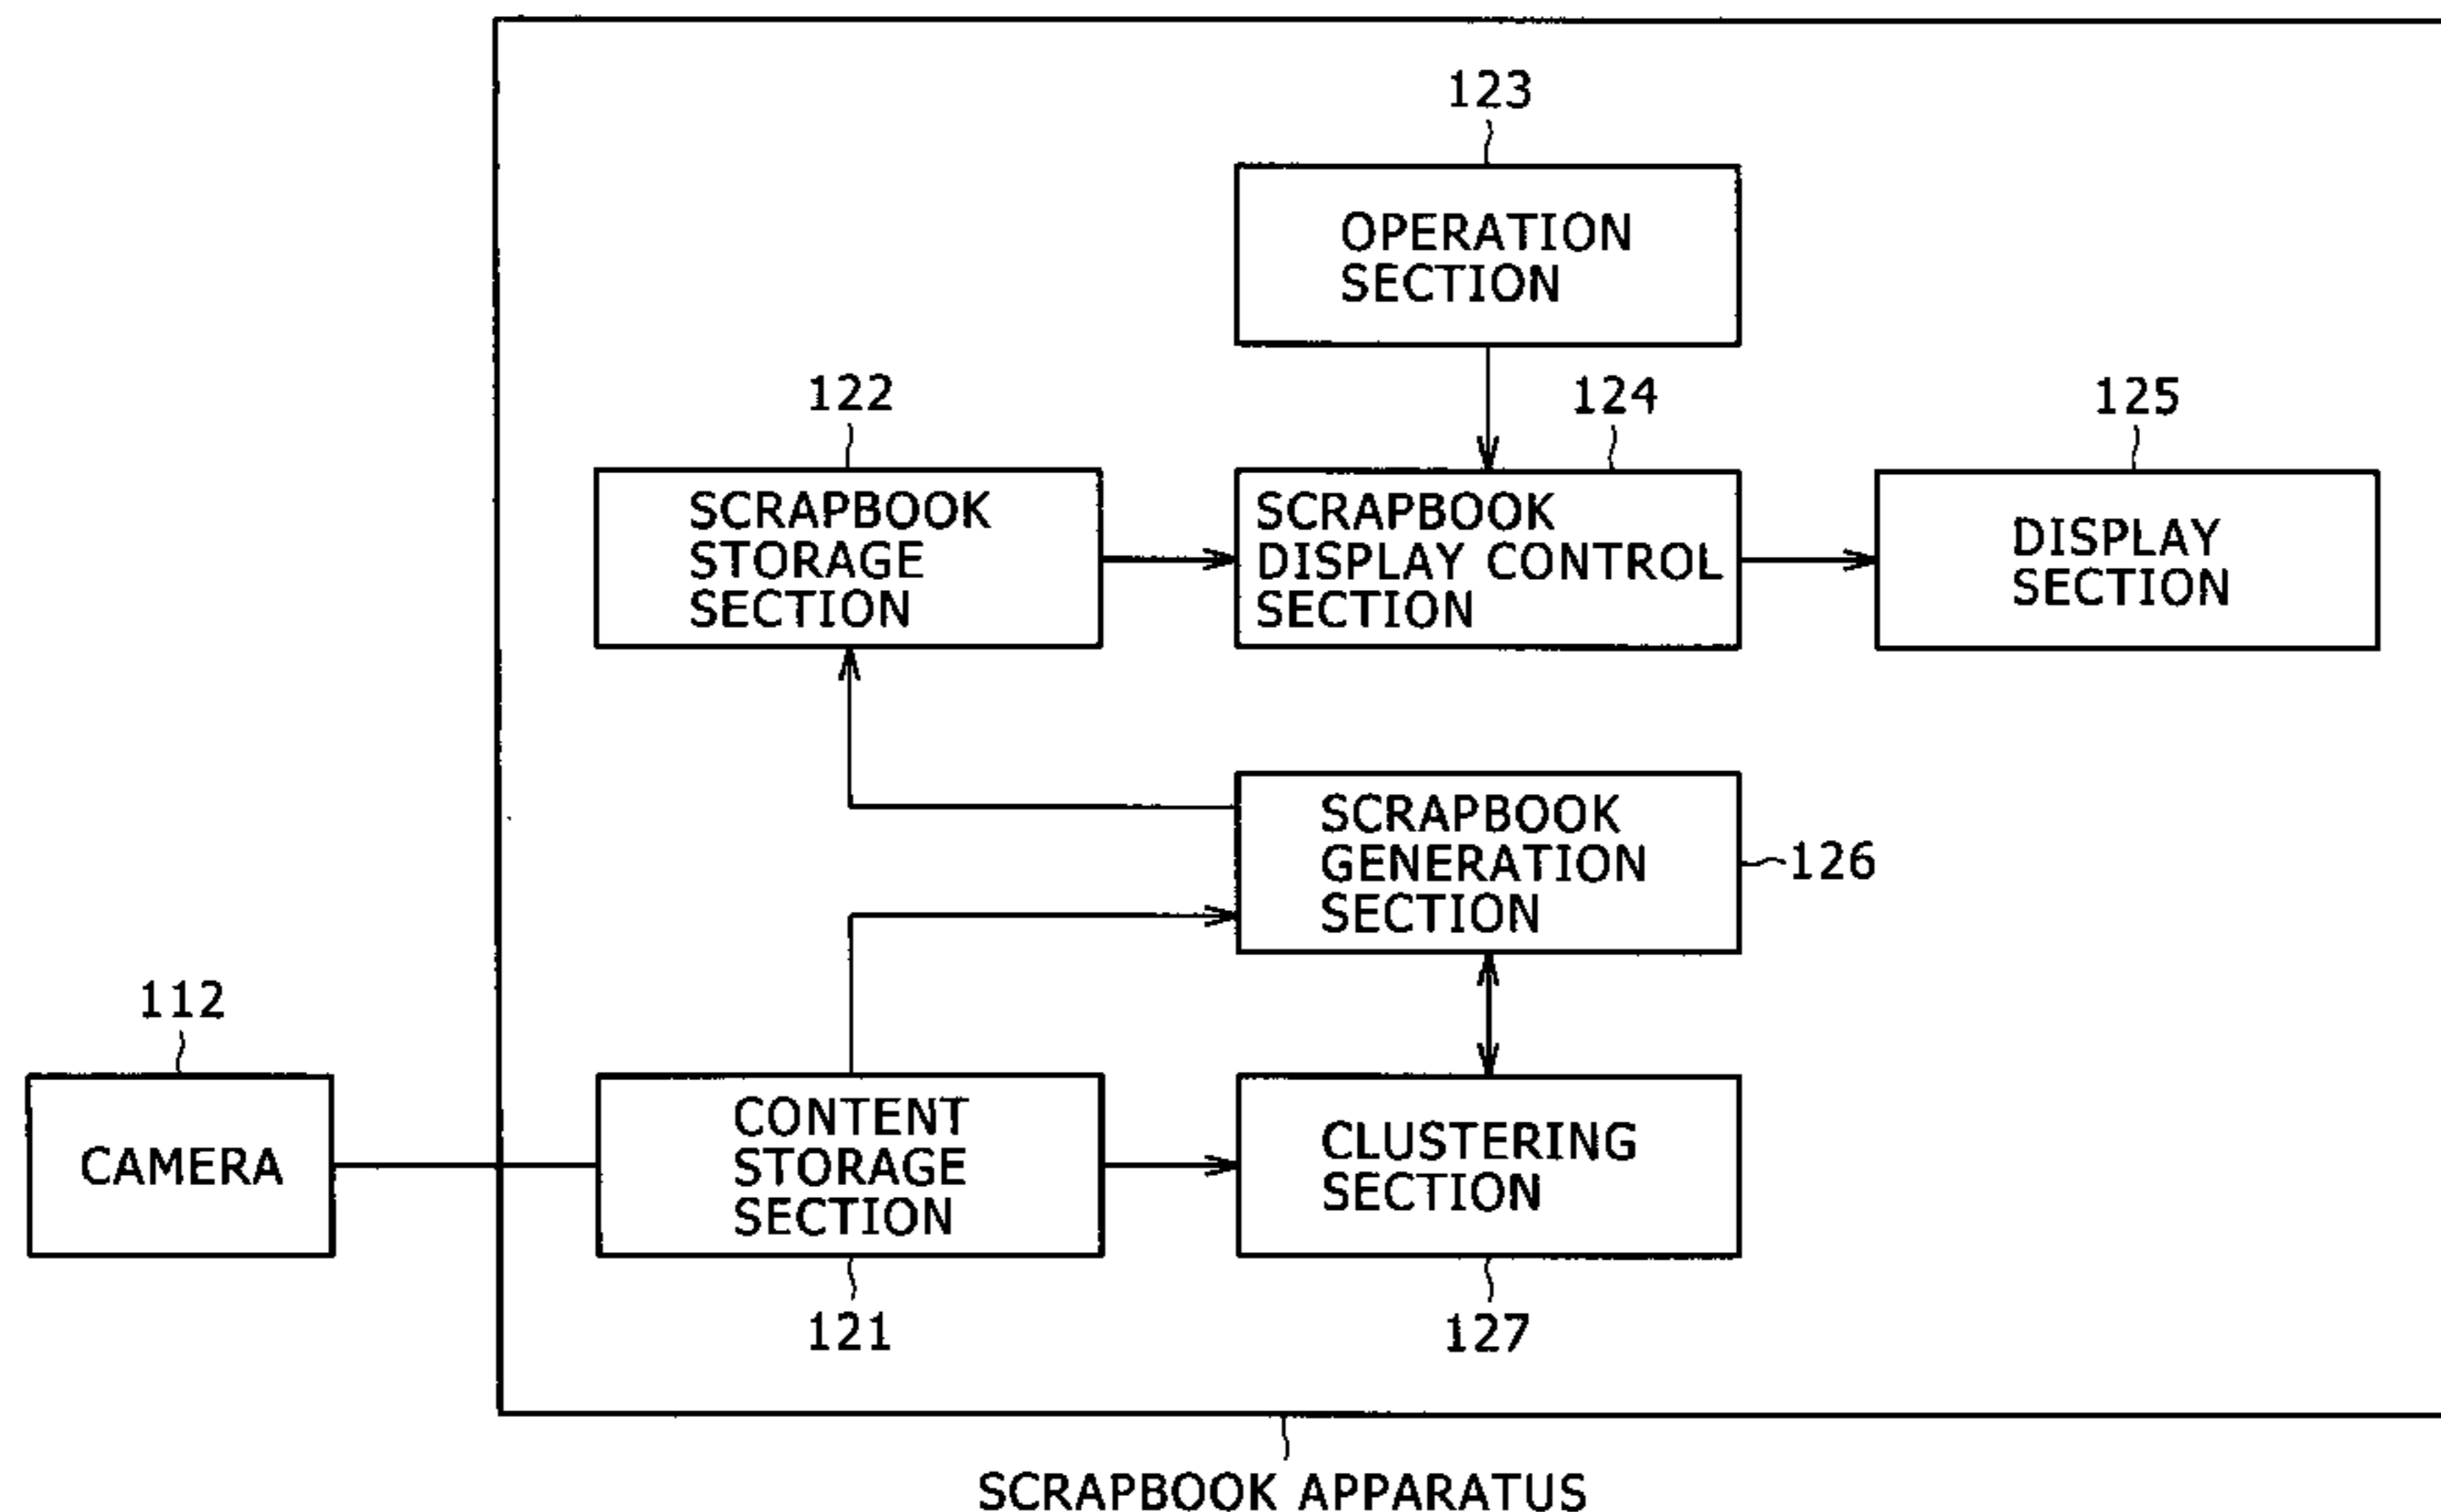 123
OPERATION
SECTION
122
124
125
SCRAPBOOK
STORAGE
SECTION
SCRAPBOOK
DISPLAY CONTROL
SECTION
DISPLAY
SECTION
SCRAPBOOK
GENERATION
SECTION
126
112
CAMERA
CONTENT
STORAGE
SECTION
CLUSTERING
SECTION
121
127
SCRAPBOOK APPARATUS